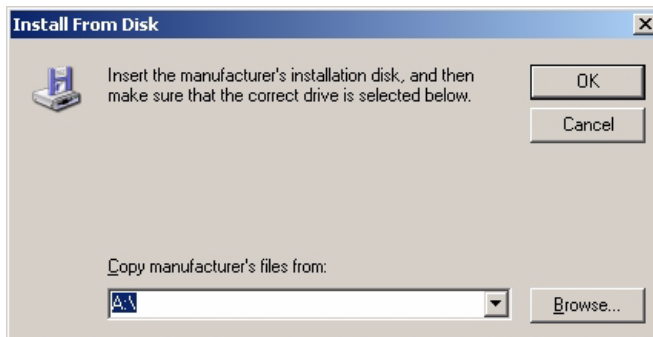 Install From Disk
Insert the manufacturer's installation disk, and then
make sure that the correct drive is selected below.
OK
Cancel
Copy manufacturer's files from:
A:\
Browse...